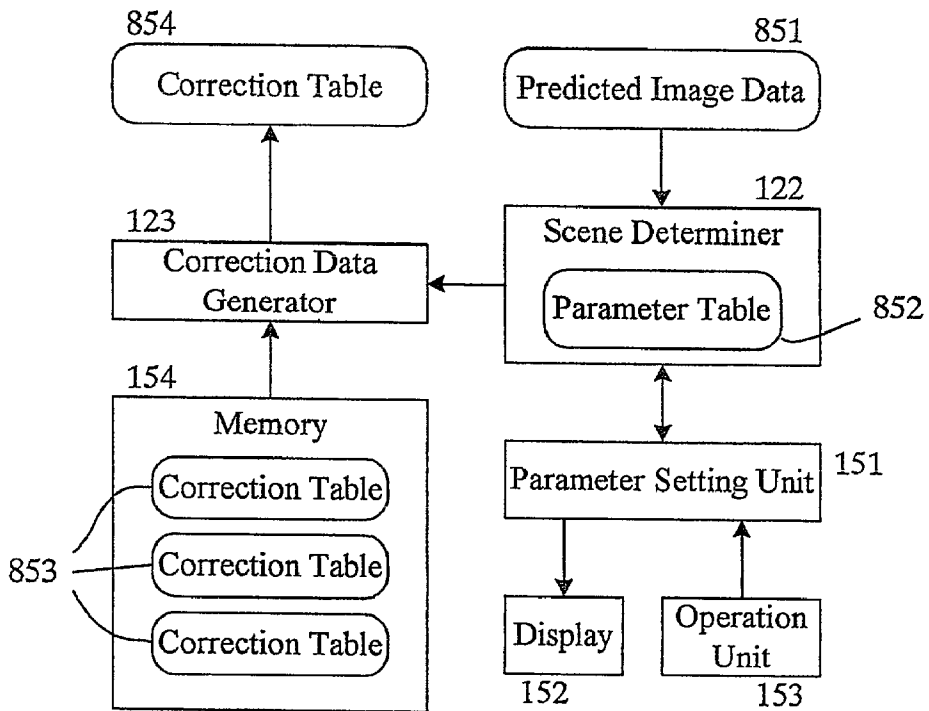 854
Correction Table
851
Predicted Image Data
123
Correction Data
Generator
122
Scene Determiner
Parameter Table
852
154
Memory
Correction Table
Correction Table
Correction Table
853
Parameter Setting Unit
151
Display
152
Operation
Unit
153